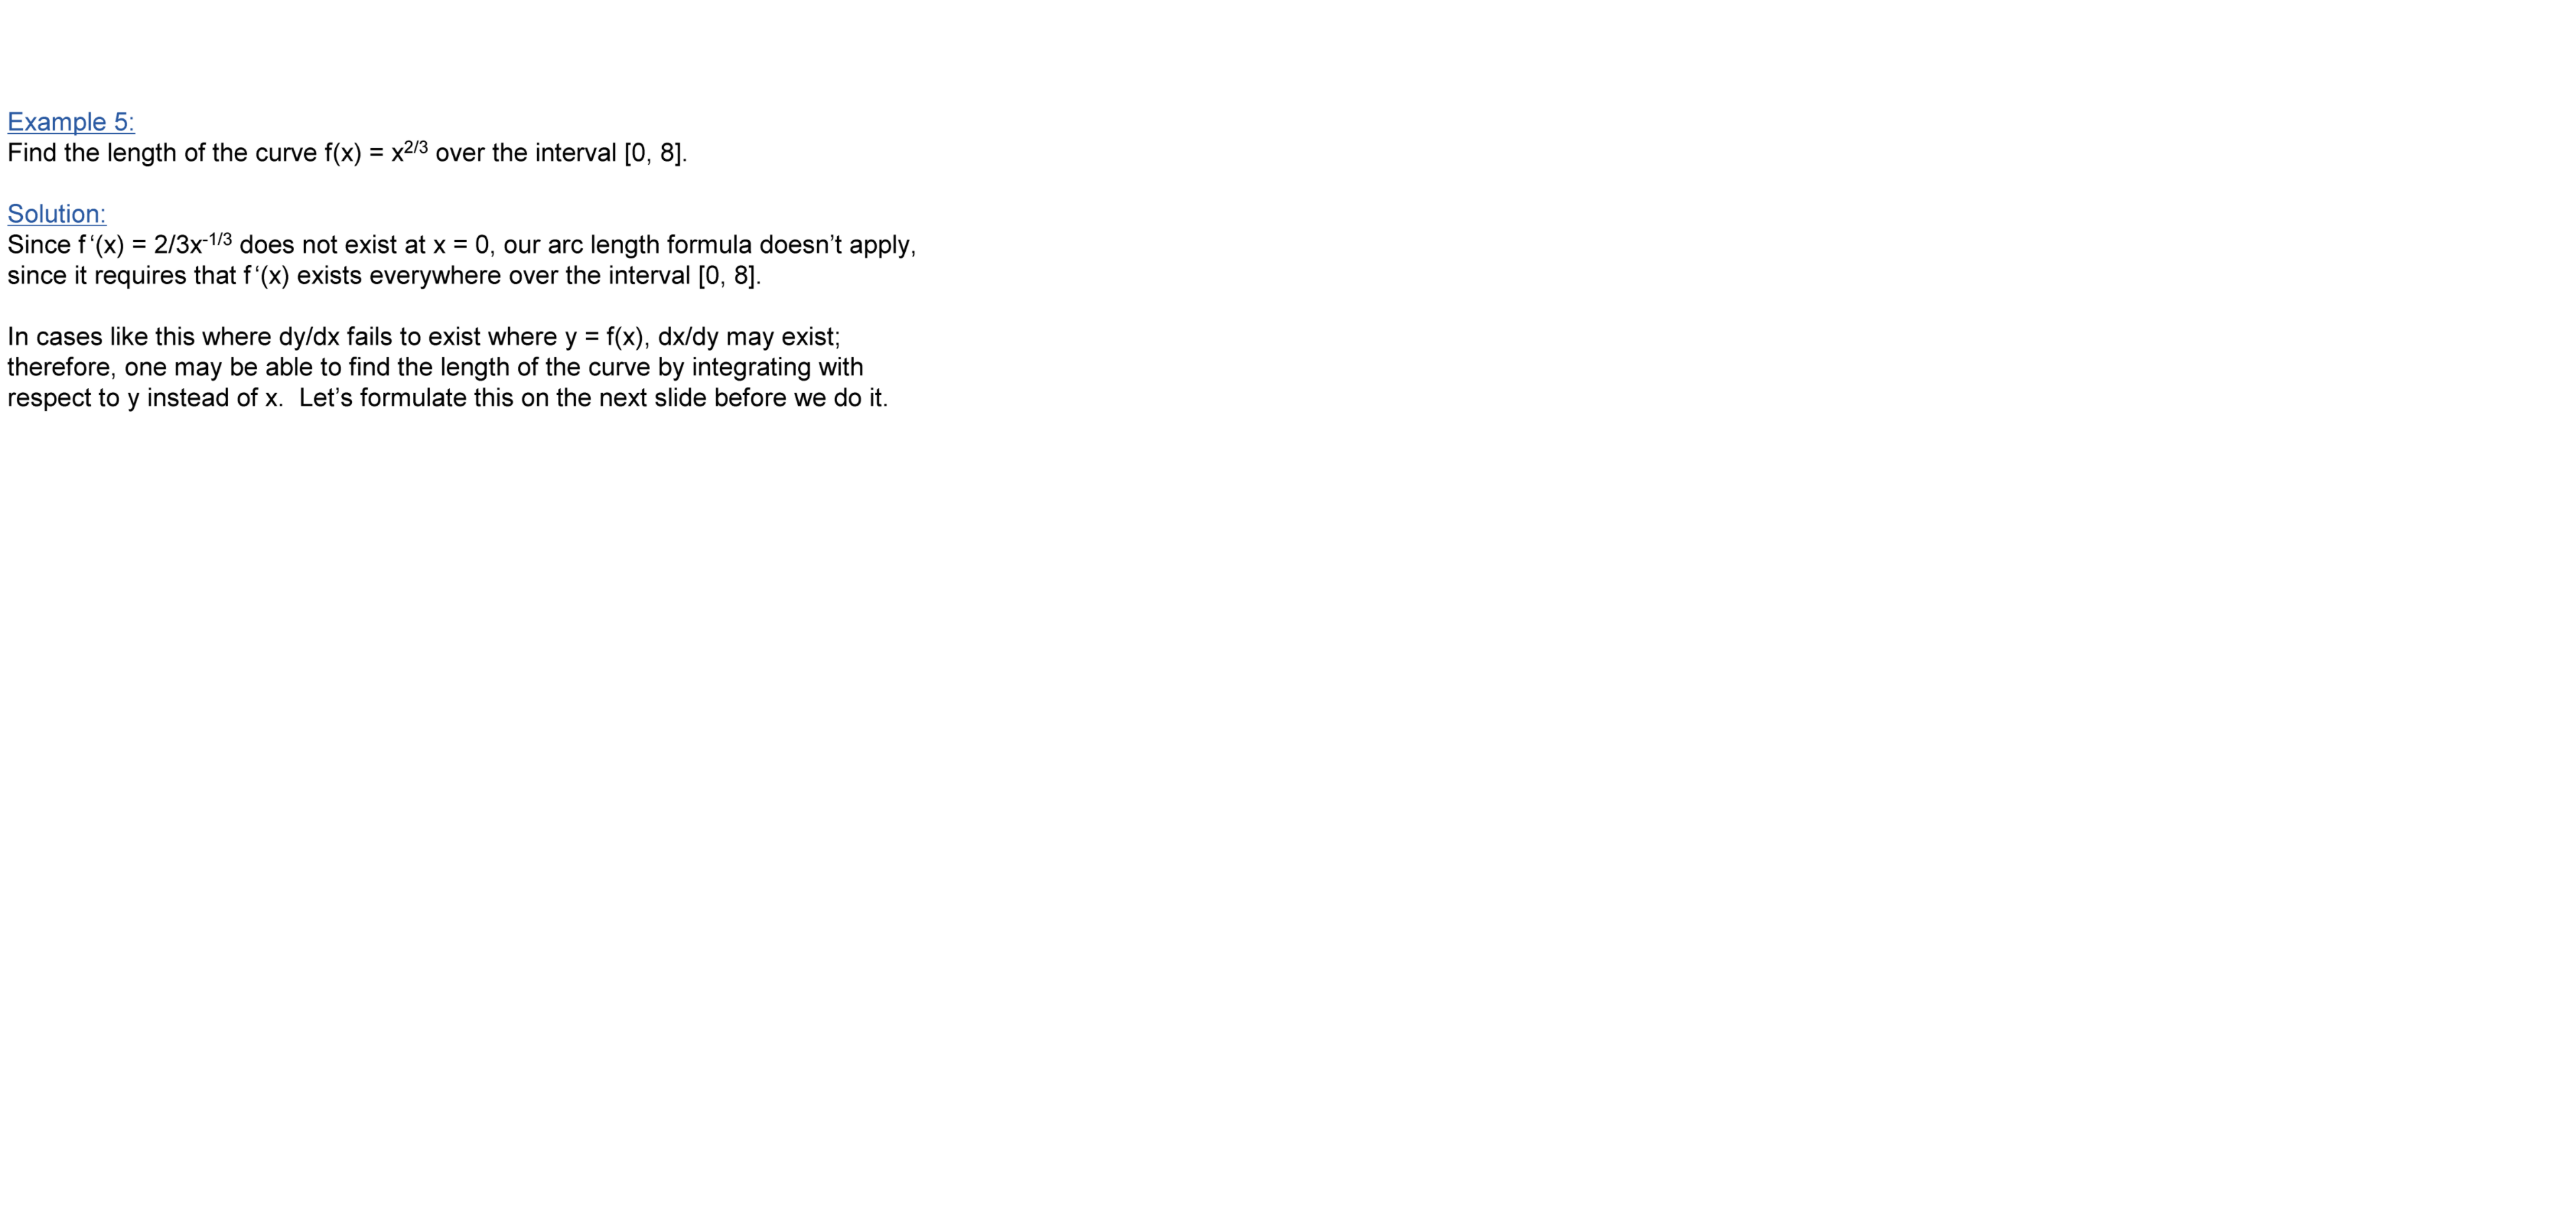 Example 5:
Find the length of the curve f(x) = x^2/3 over the interval [0, 8].
Solution:
Since f‘(x) = 2/3x^-1/3 does not exist at x = 0, our arc length formula doesn’t apply,
since it requires that f‘(x) exists everywhere over the interval [0, 8].
In cases like this where dy/dx fails to exist where y = f(x), dx/dy may exist;
therefore, one may be able to find the length of the curve by integrating with
respect to y instead of x.  Let’s formulate this on the next slide before we do it.